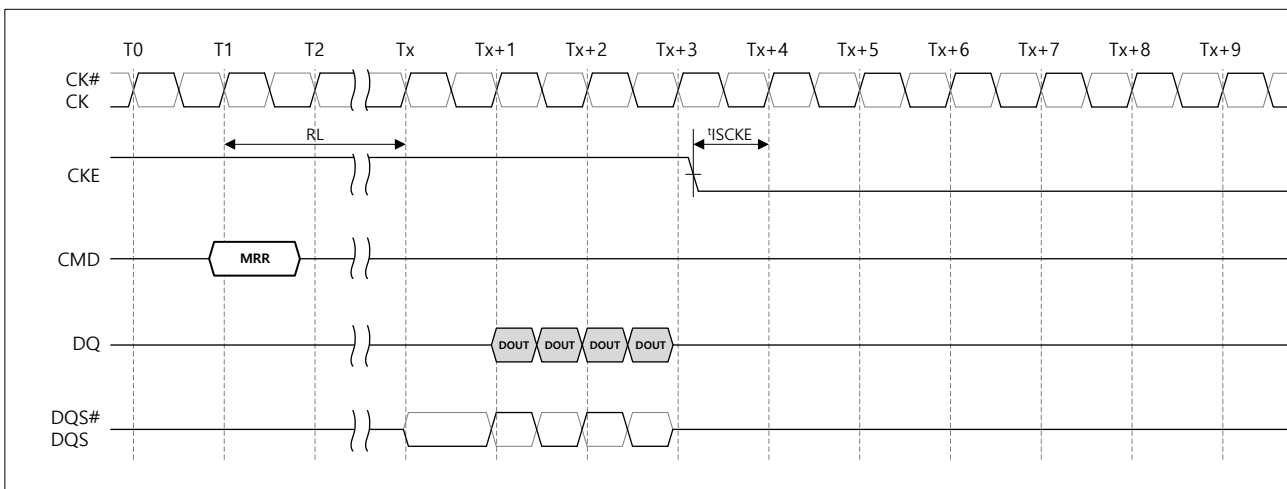 T0 T1 T2 Tx Tx+1 Tx+2 Tx+3 Tx+4 Tx+5 Tx+6 Tx+7 Tx+8 Tx+9
CK#
CK
RL tISCKE
CKE
CMD MRR
DQ DOUT DOUT DOUT DOUT
DQS#
DQS